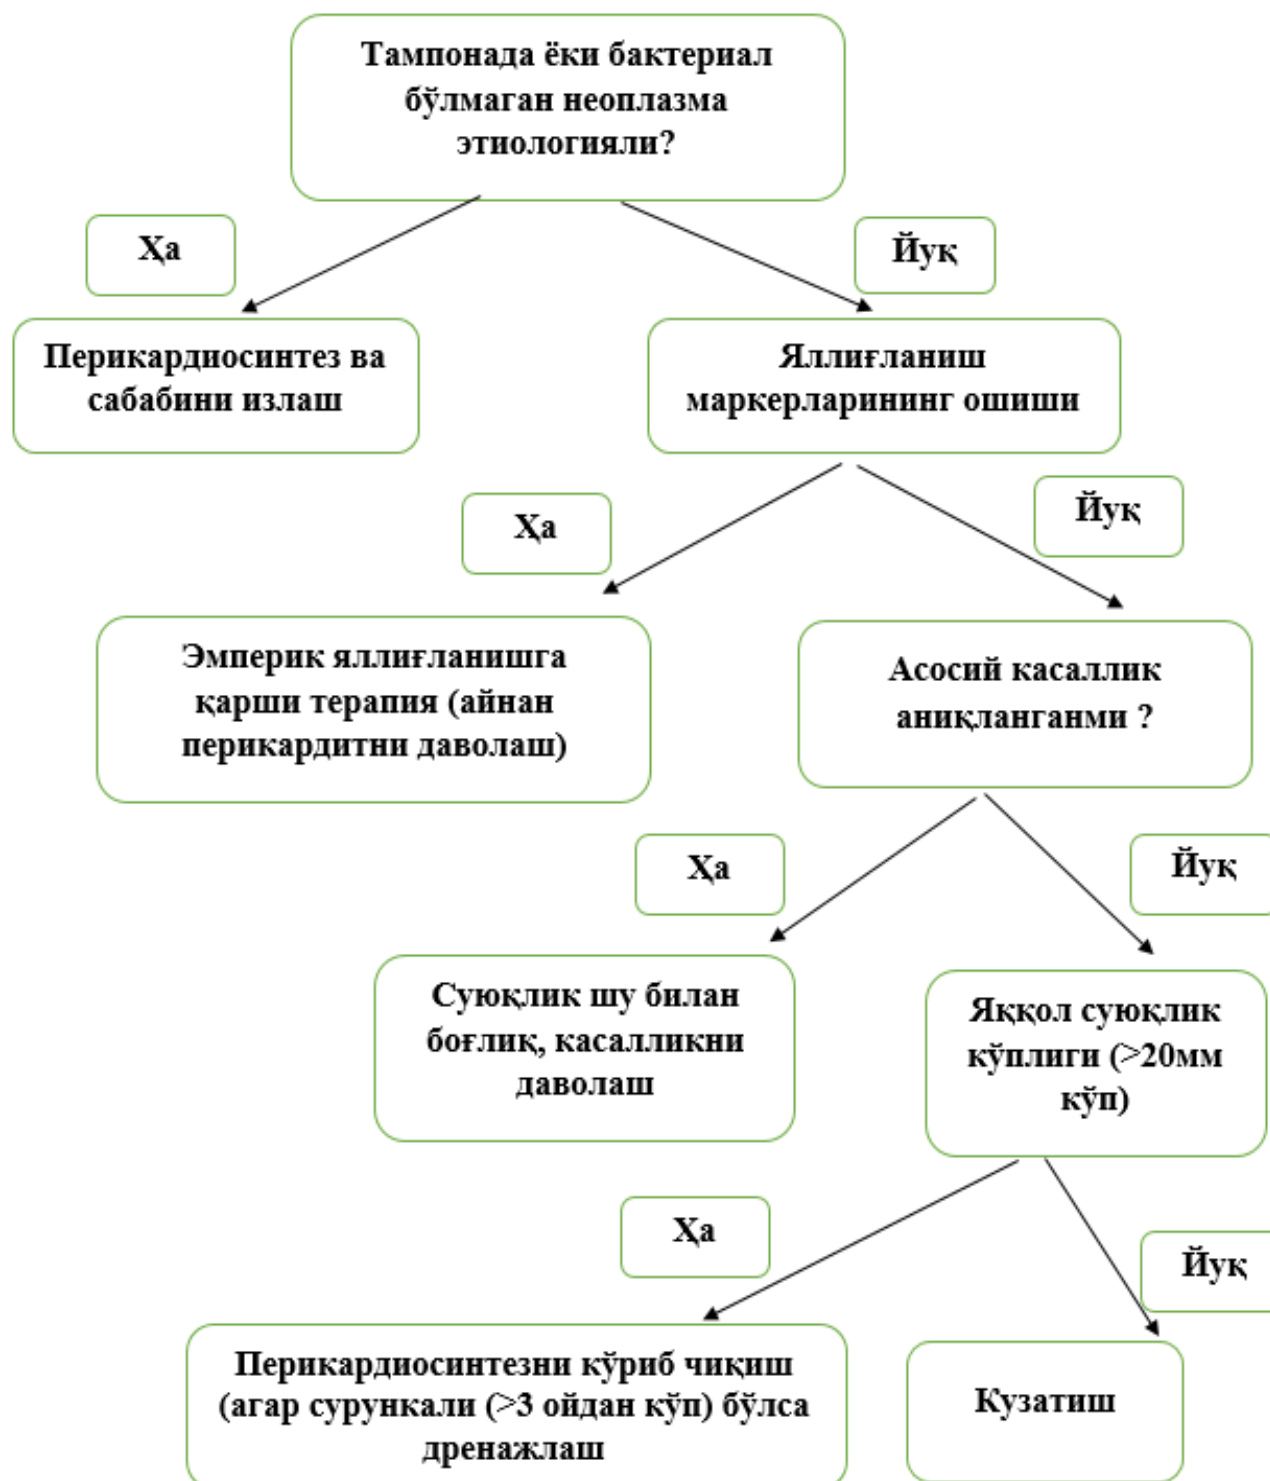 Тампонада ёки бактериал
бўлмаган неоплазма
этиологияли?
Ҳа
Йуқ
Перикардиосинтез ва
сабабини излаш
Яллиғланиш
маркерларининг ошиши
Ҳа
Йуқ
Эмперик яллиғланишга
қарши терапия (айнан
перикардитни даволаш)
Асосий касаллик
аниқланганми ?
Ҳа
Йуқ
Суюқлик шу билан
боғлиқ, касалликни
даволаш
Яққол суюқлик
кўплиги (>20мм
кўп)
Ҳа
Йуқ
Перикардиосинтезни кўриб чиқиш
(агар сурункали (>3 ойдан кўп) бўлса
дренажлаш
Кузатиш